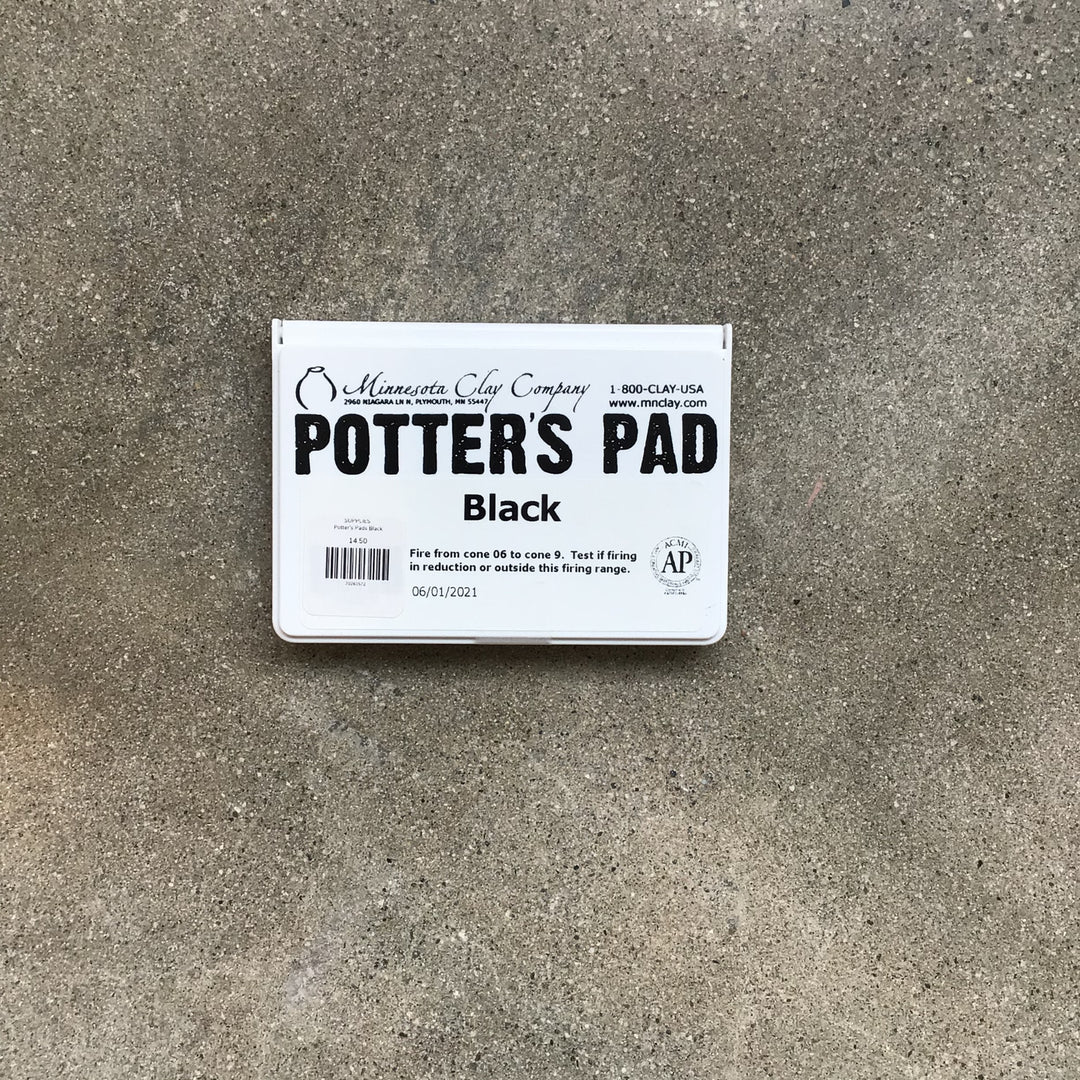 Minnesota Clay Company
2960 NIAGARA LN N, PLYMOUTH, MN 55447
1-800-CLAY-USA
www.mnclay.com
POTTER'S PAD
Black
SUPPLIES
Potter's Pads Black
14.50
Fire from cone 06 to cone 9. Test if firing
in reduction or outside this firing range.
06/01/2021
ACMI
AP